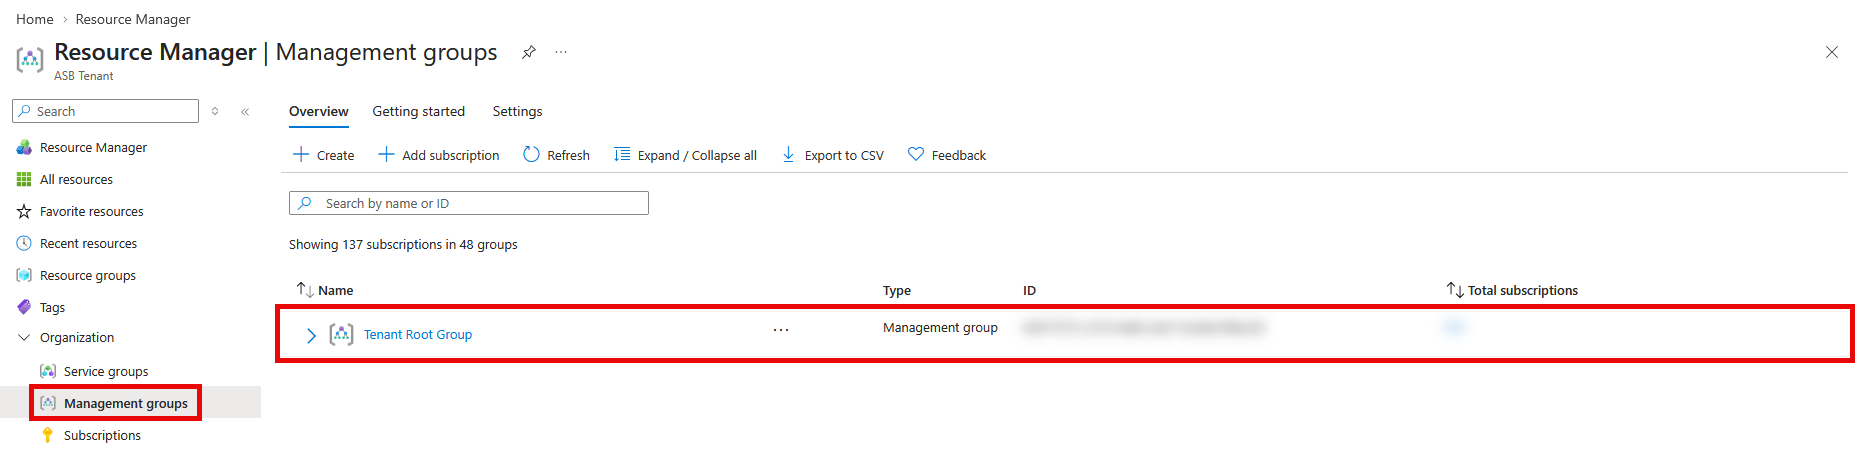 Home > Resource Manager
Resource Manager | Management groups
ASB Tenant
Search
Resource Manager
All resources
Favorite resources
Recent resources
Resource groups
Tags
Organization
Service groups
Management groups
Subscriptions
Overview Getting started Settings
Create Add subscription Refresh Expand / Collapse all Export to CSV Feedback
Search by name or ID
Showing 137 subscriptions in 48 groups
Name Type ID Total subscriptions
Tenant Root Group ... Management group